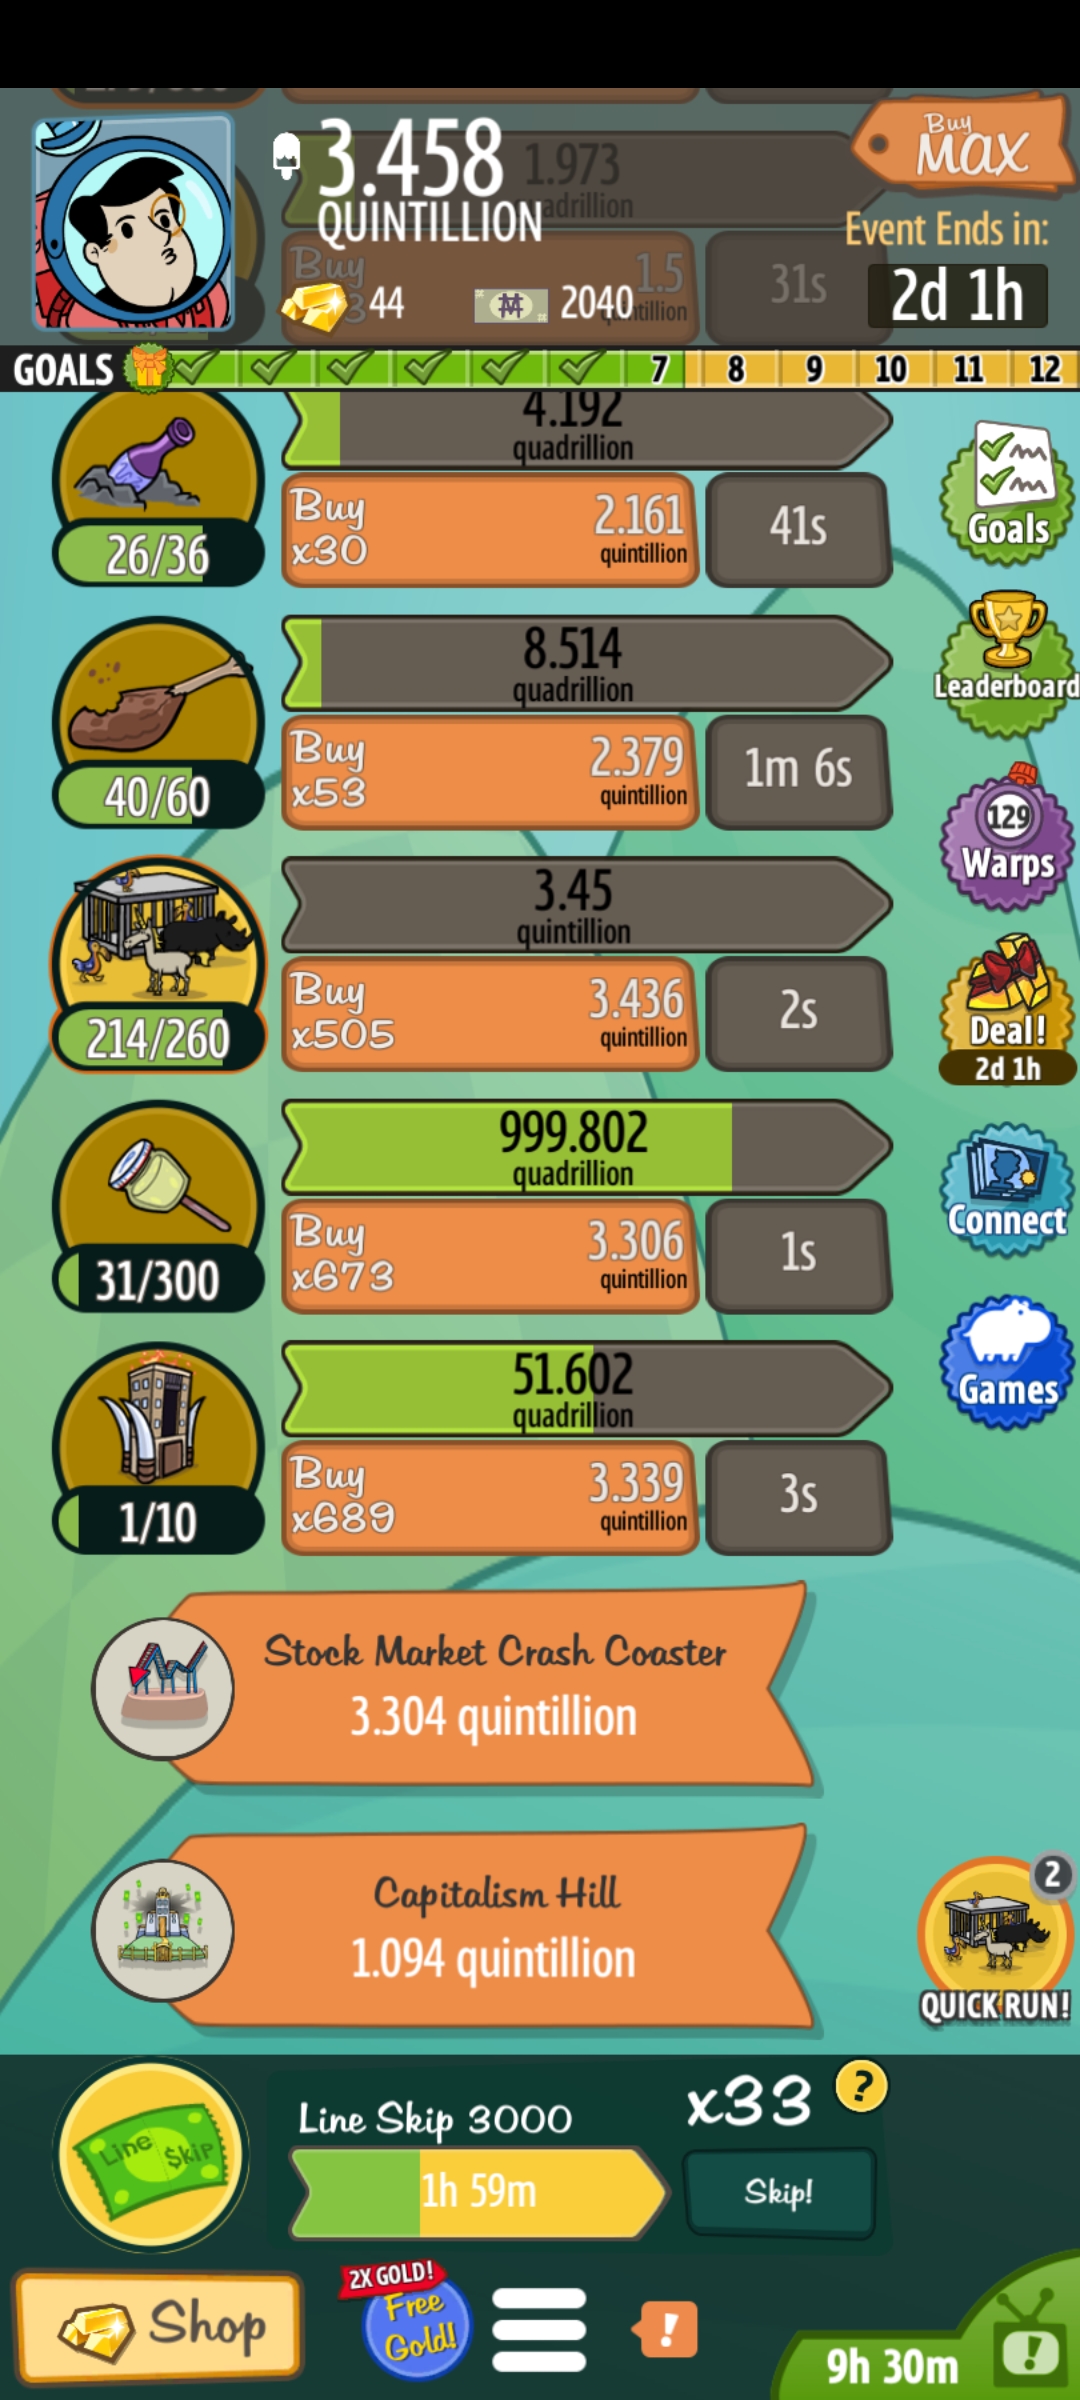 3.458
QUINTILLION
1.973
Buy
MAX
Event Ends in:
2d 1h
44
2040
Buy
1.5
31s
GOALS
7
8
9
10
11
12
4.192
quadrillion
Buy
x30
2.161
quintillion
41s
26/36
Goals
8.514
quadrillion
Buy
x53
2.379
quintillion
1m 6s
40/60
Leaderboard
129
Warps
3.45
quintillion
Buy
x505
3.436
quintillion
2s
214/260
Deal!
2d 1h
999.802
quadrillion
Buy
x673
3.306
quintillion
1s
31/300
Connect
51.602
quadrillion
Buy
x689
3.339
quintillion
3s
1/10
Games
Stock Market Crash Coaster
3.304 quintillion
Capitalism Hill
1.094 quintillion
2
QUICK RUN!
Line $kip
Line Skip 3000
1h 59m
x33
?
Skip!
Shop
2X GOLD!
Free
Gold!
!
9h 30m
!